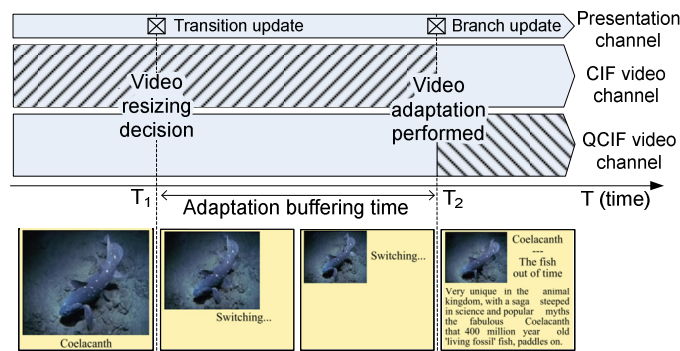 Transition update
Branch update
Presentation
channel
Video
resizing
decision
Video
adaptation
performed
CIF video
channel
QCIF video
channel
T1
Adaptation buffering time
T2
T (time)
Coelacanth
Switching...
Switching...
Coelacanth
---
The fish
out of time
Very unique in the animal
kingdom, with a saga steeped
in science and popular myths
the fabulous Coelacanth
that 400 million year old
'living fossil' fish, paddles on.